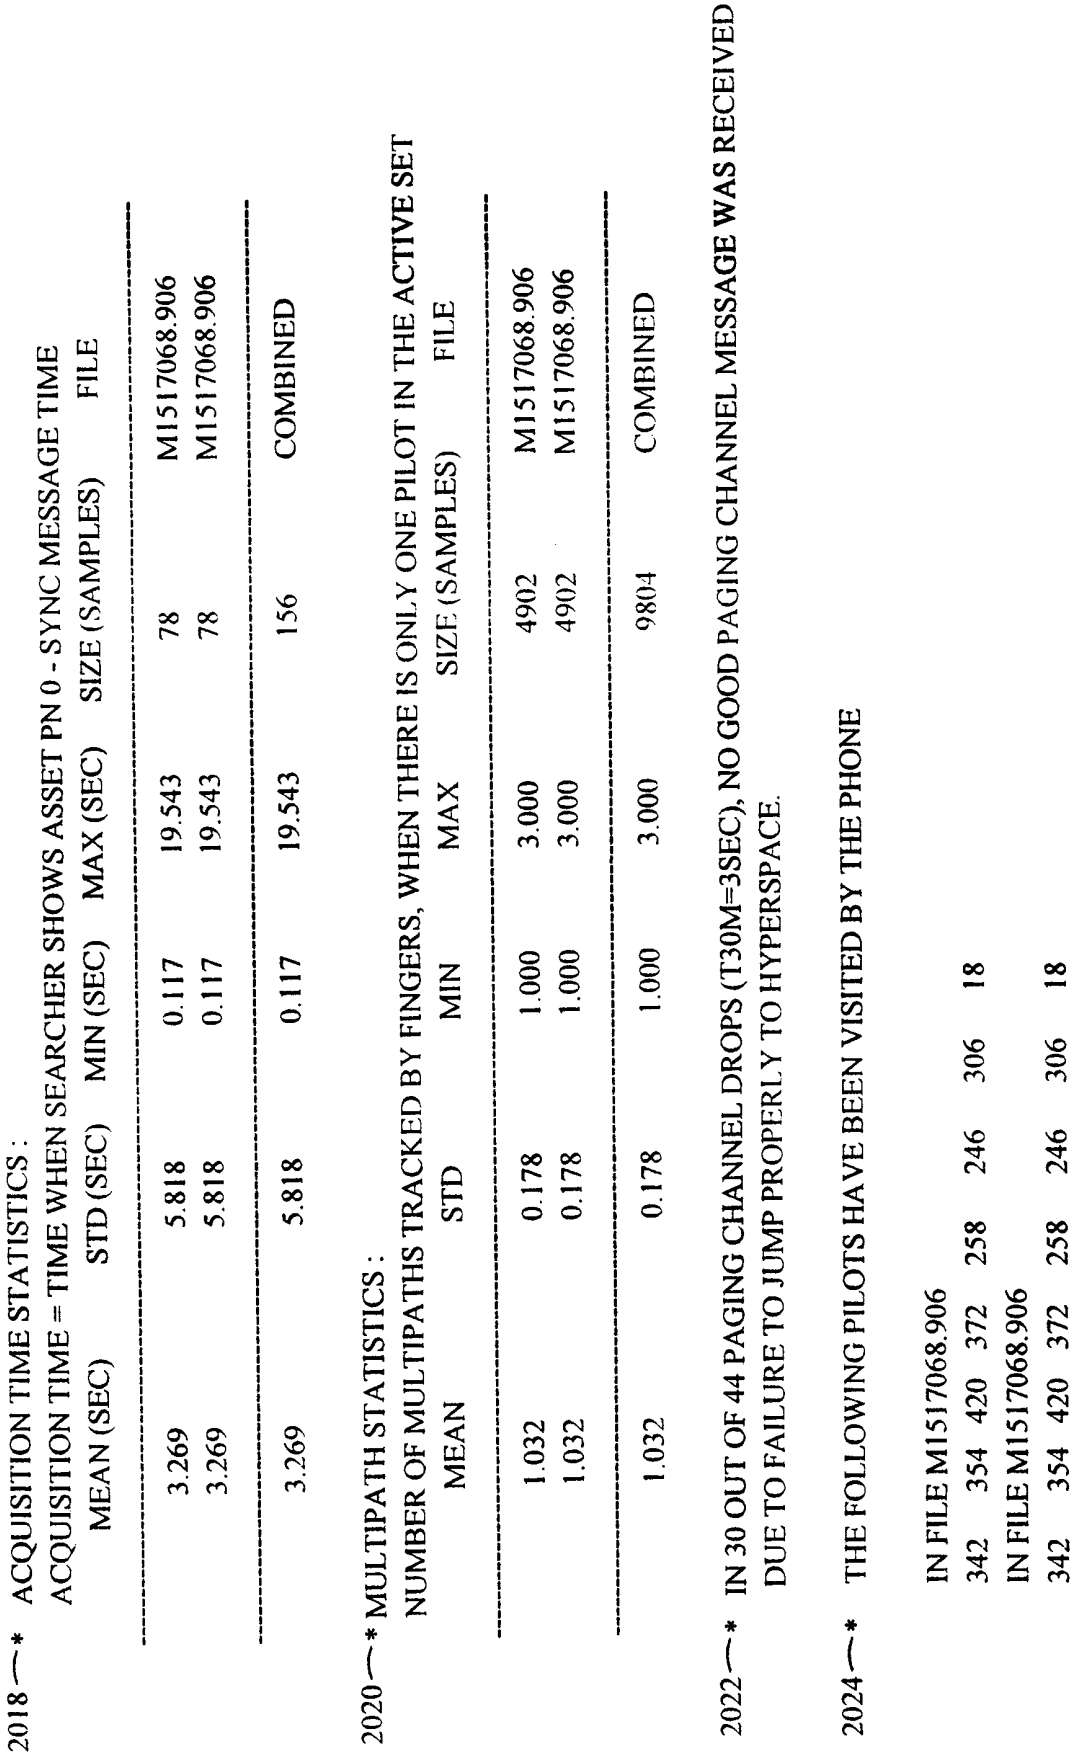 2018 * ACQUISITION TIME STATISTICS :
ACQUISITION TIME = TIME WHEN SEARCHER SHOWS ASSET PN 0 - SYNC MESSAGE TIME
MEAN (SEC) STD (SEC) MIN (SEC) MAX (SEC) SIZE (SAMPLES) FILE
3.269 5.818 0.117 19.543 78 M1517068.906
3.269 5.818 0.117 19.543 78 M1517068.906
3.269 5.818 0.117 19.543 156 COMBINED
2020 * MULTIPATH STATISTICS :
NUMBER OF MULTIPATHS TRACKED BY FINGERS, WHEN THERE IS ONLY ONE PILOT IN THE ACTIVE SET
MEAN STD MIN MAX SIZE (SAMPLES) FILE
1.032 0.178 1.000 3.000 4902 M1517068.906
1.032 0.178 1.000 3.000 4902 M1517068.906
1.032 0.178 1.000 3.000 9804 COMBINED
2022 * IN 30 OUT OF 44 PAGING CHANNEL DROPS (T30M=3SEC), NO GOOD PAGING CHANNEL MESSAGE WAS RECEIVED
DUE TO FAILURE TO JUMP PROPERLY TO HYPERSPACE.
2024 * THE FOLLOWING PILOTS HAVE BEEN VISITED BY THE PHONE
IN FILE M1517068.906
342 354 420 372 258 246 306 18
IN FILE M1517068.906
342 354 420 372 258 246 306 18